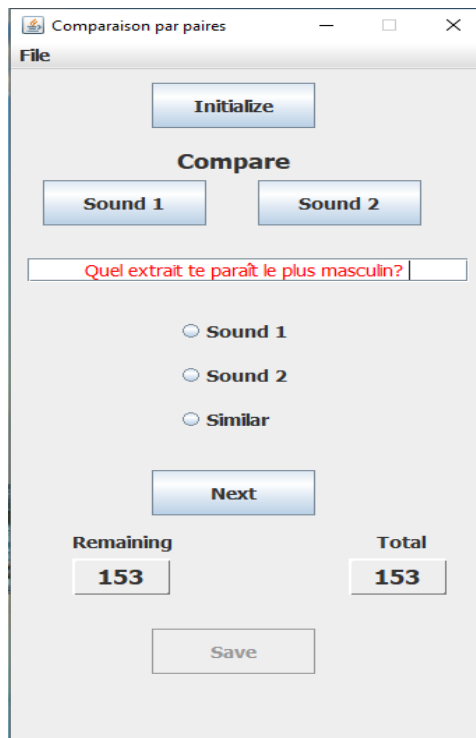 Comparaison par paires
File
Initialize
Compare
Sound 1 Sound 2
Quel extrait te paraît le plus masculin?
Sound 1
Sound 2
Similar
Next
Remaining Total
153 153
Save